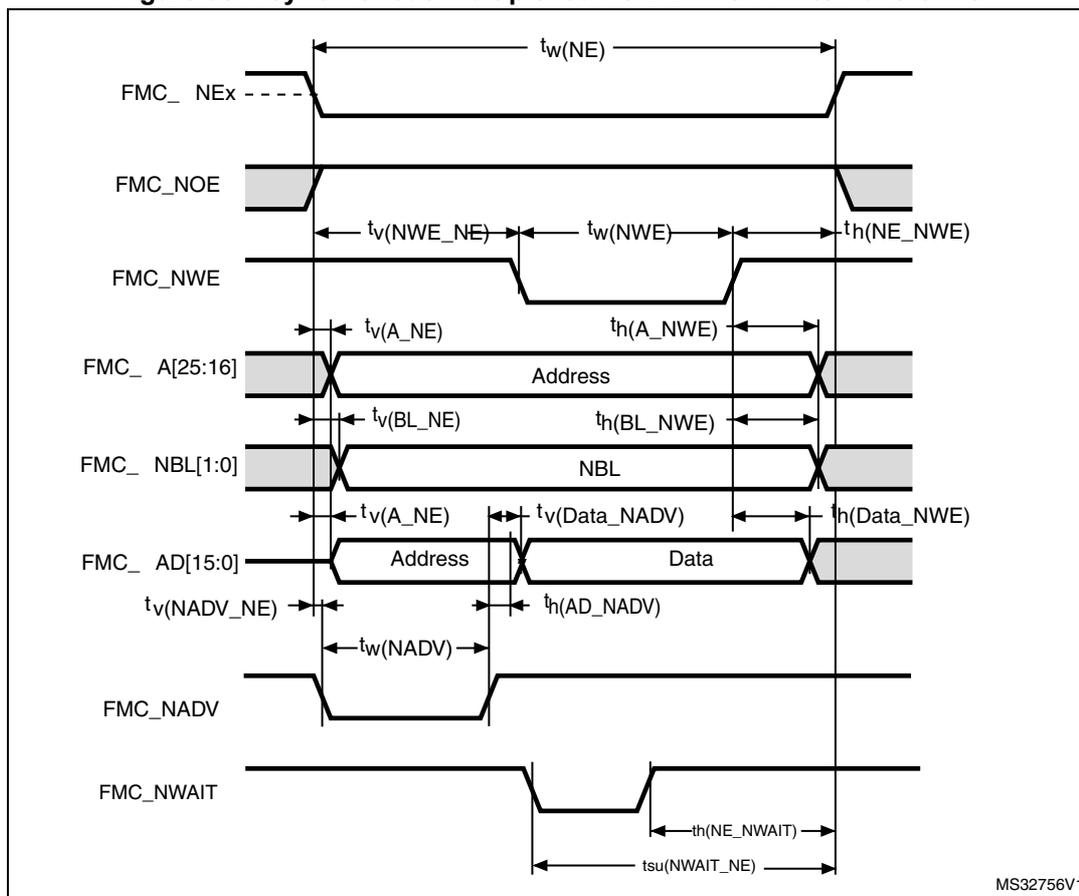 tw(NE)
FMC_ NEx
FMC_NOE
tv(NWE_NE)
tw(NWE)
th(NE_NWE)
FMC_NWE
tv(A_NE)
th(A_NWE)
FMC_ A[25:16]
Address
tv(BL_NE)
th(BL_NWE)
FMC_ NBL[1:0]
NBL
tv(A_NE)
tv(Data_NADV)
th(Data_NWE)
FMC_ AD[15:0]
Address
Data
tv(NADV_NE)
th(AD_NADV)
tw(NADV)
FMC_NADV
FMC_NWAIT
th(NE_NWAIT)
tsu(NWAIT_NE)
MS32756V1